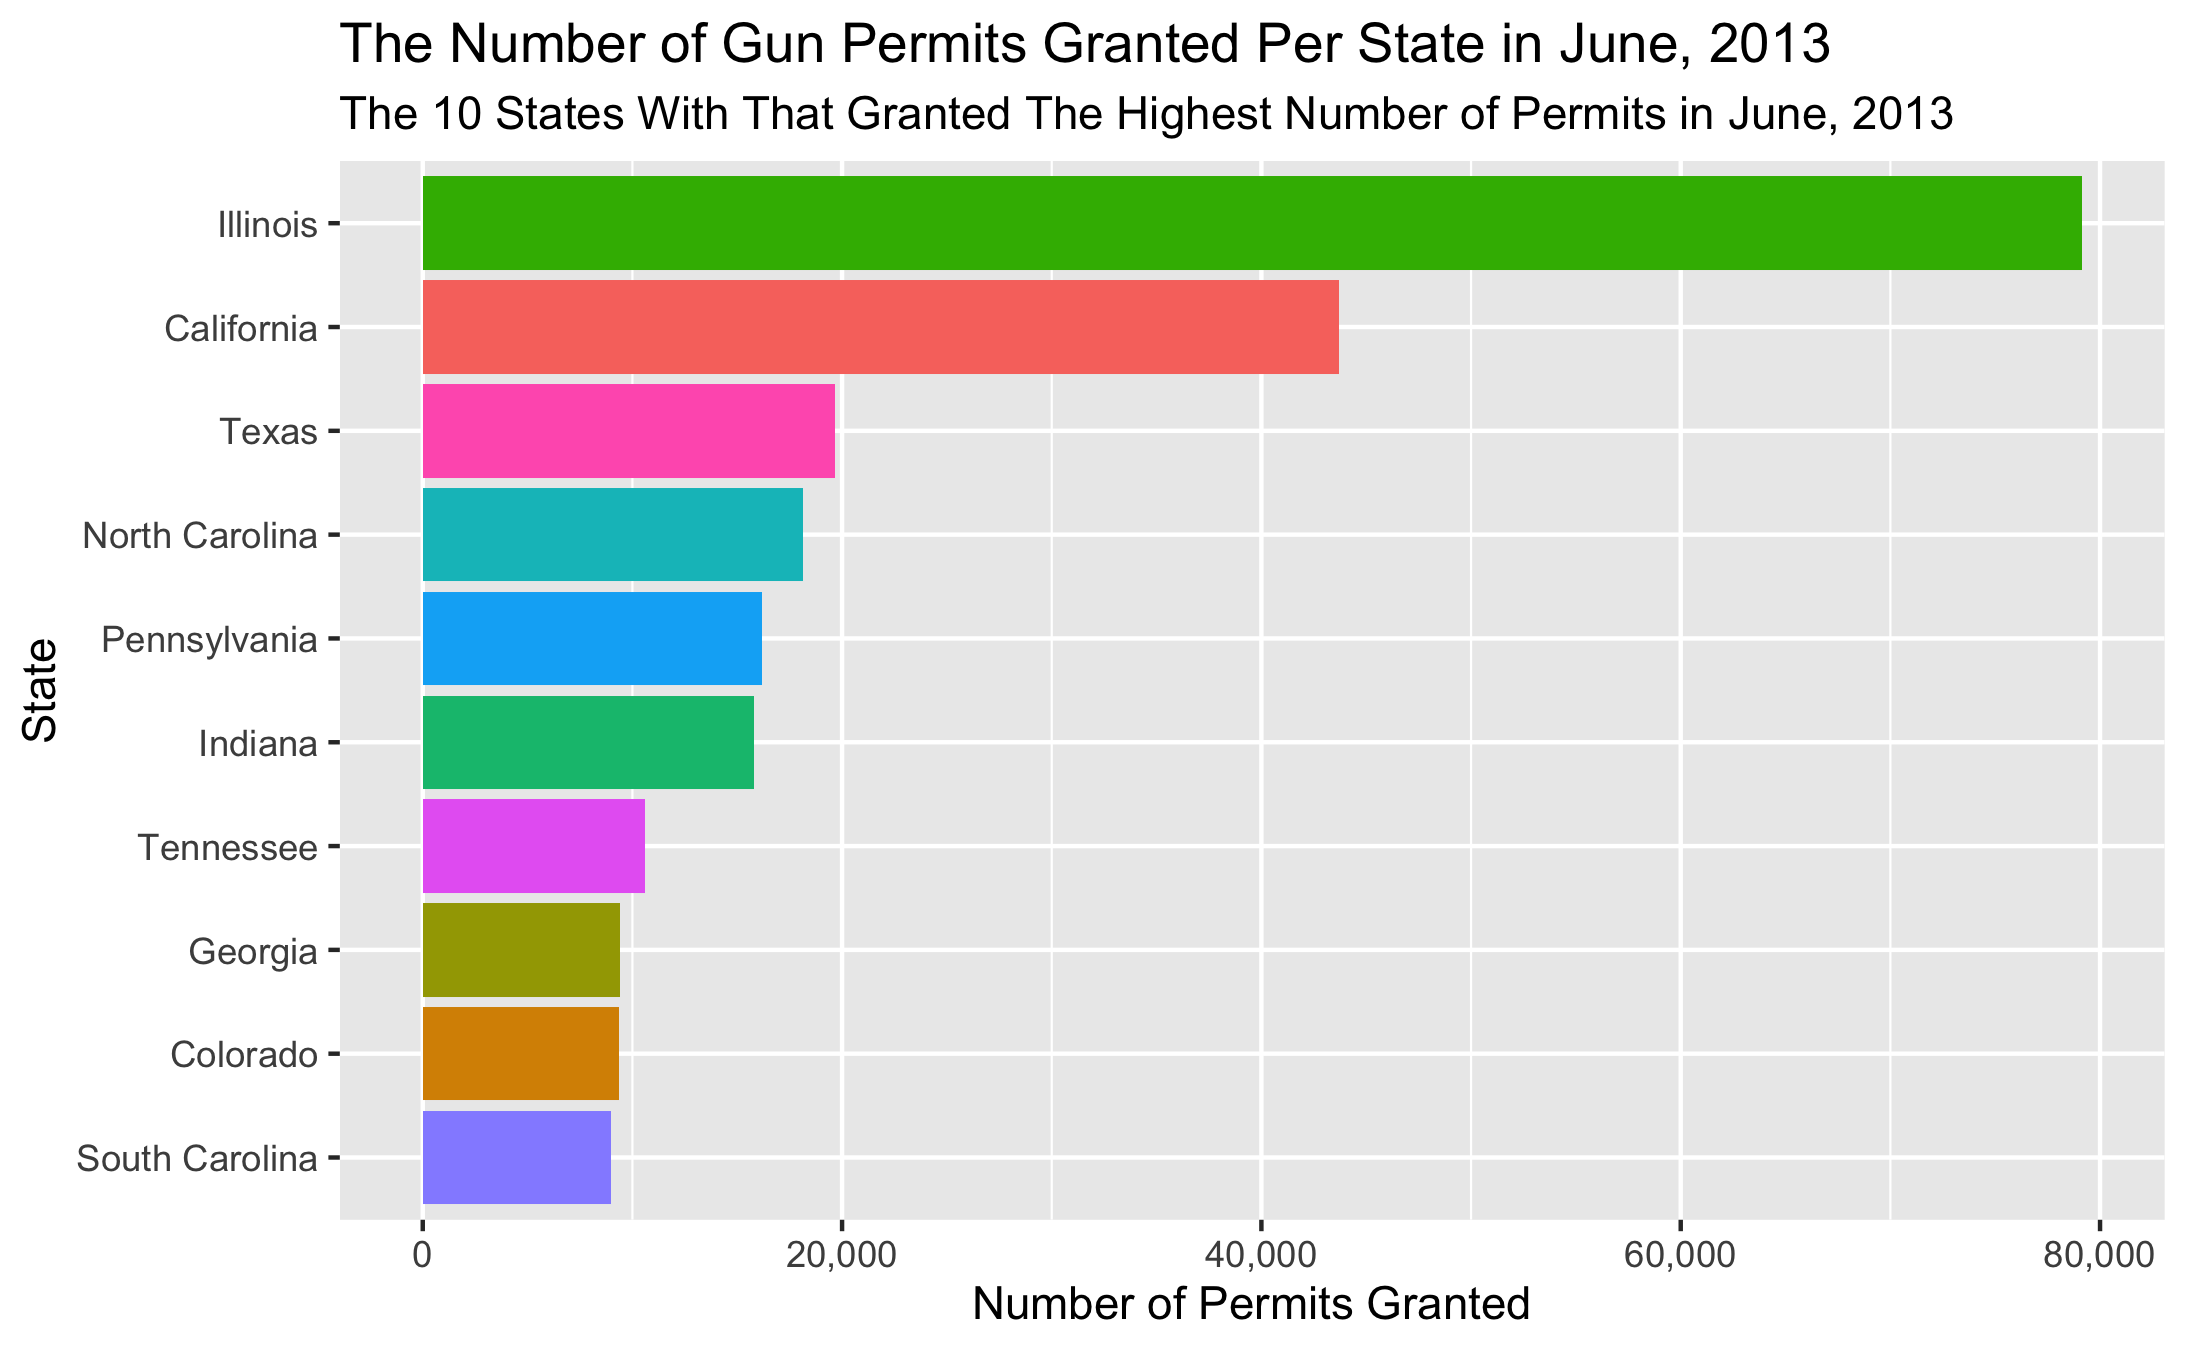 The Number of Gun Permits Granted Per State in June, 2013
The 10 States With That Granted The Highest Number of Permits in June, 2013
State
Illinois
California
Texas
North Carolina
Pennsylvania
Indiana
Tennessee
Georgia
Colorado
South Carolina
0 20,000 40,000 60,000 80,000
Number of Permits Granted